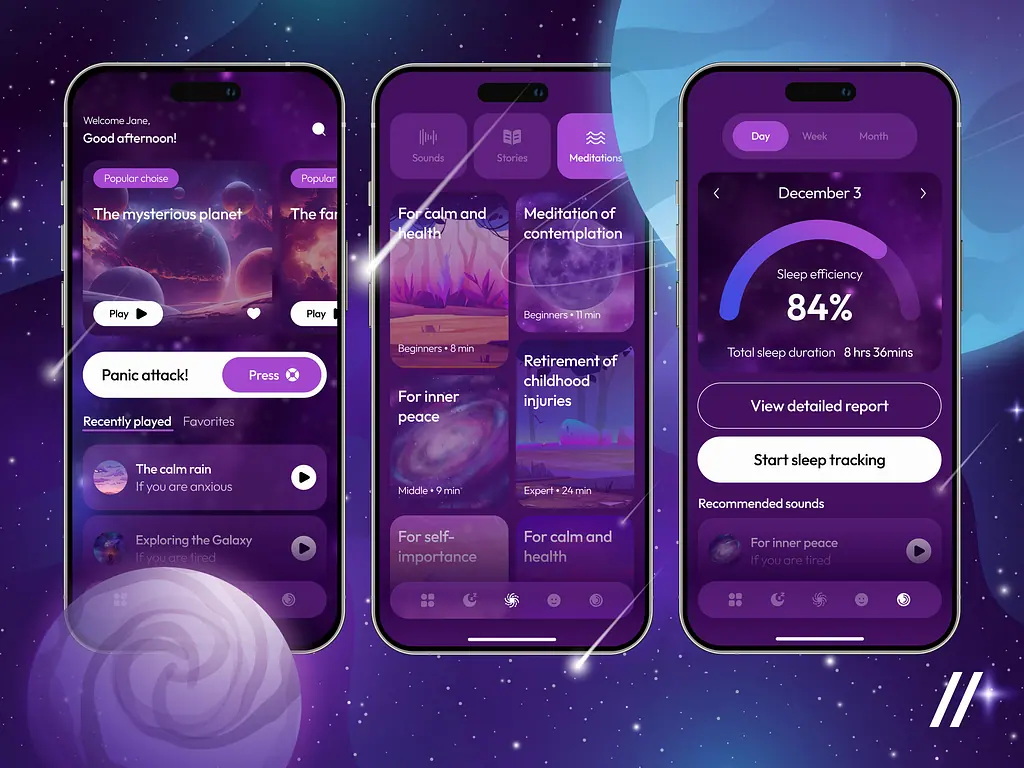 Welcome Jane,
Good afternoon!
Popular choise
The mysterious planet
Play
Popular
The far
Play
Panic attack!
Press
Recently played
Favorites
The calm rain
If you are anxious
Exploring the Galaxy
If you are tired
Sounds
Stories
Meditations
For calm and
health
Beginners • 8 min
Meditation of
contemplation
Beginners • 11 min
For inner
peace
Middle • 9 min
Retirement of
childhood
injuries
Expert • 24 min
For self-
importance
For calm and
health
Day
Week
Month
December 3
Sleep efficiency
84%
Total sleep duration 8 hrs 36mins
View detailed report
Start sleep tracking
Recommended sounds
For inner peace
If you are tired